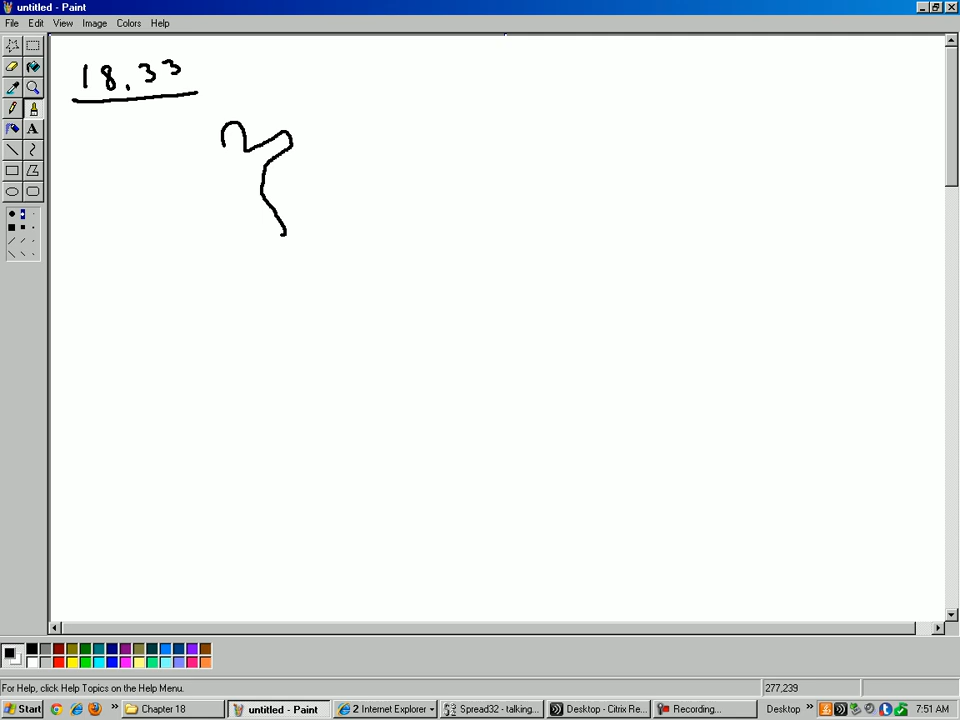 untitled - Paint
File Edit View Image Colors Help
18.33
For Help, click Help Topics on the Help Menu.
277,239
Start
Chapter 18
untitled - Paint
2 Internet Explorer
Spread32 - talking...
Desktop - Citrix Re...
Recording...
Desktop
7:51 AM